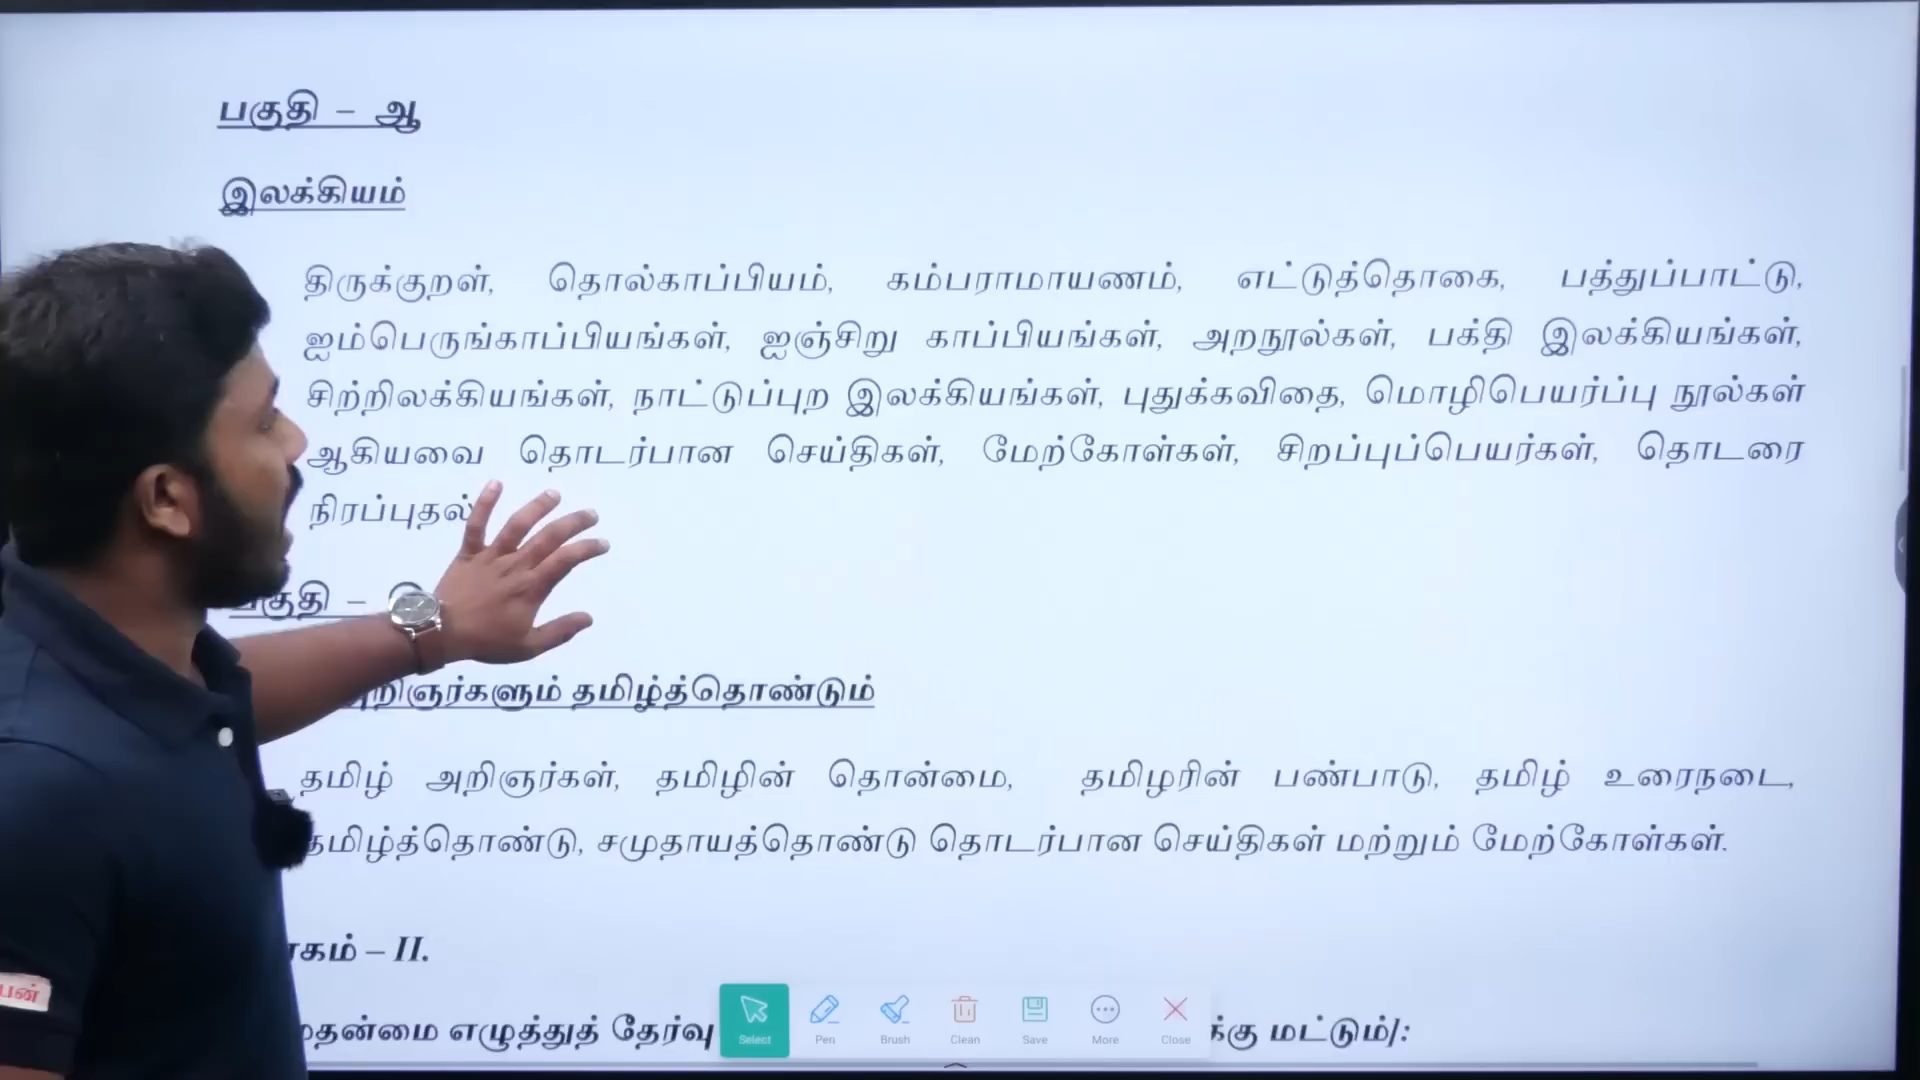 பகுதி – ஆ
இலக்கியம்
திருக்குறள், தொல்காப்பியம், கம்பராமாயணம், எட்டுத்தொகை, பத்துப்பாட்டு,
ஐம்பெருங்காப்பியங்கள், ஐஞ்சிறு காப்பியங்கள், அறநூல்கள், பக்தி இலக்கியங்கள்,
சிற்றிலக்கியங்கள், நாட்டுப்புற இலக்கியங்கள், புதுக்கவிதை, மொழிபெயர்ப்பு நூல்கள்
ஆகியவை தொடர்பான செய்திகள், மேற்கோள்கள், சிறப்புப்பெயர்கள், தொடரை
நிரப்புதல்
பகுதி –
அறிஞர்களும் தமிழ்த்தொண்டும்
தமிழ் அறிஞர்கள், தமிழின் தொன்மை, தமிழரின் பண்பாடு, தமிழ் உரைநடை,
தமிழ்த்தொண்டு, சமுதாயத்தொண்டு தொடர்பான செய்திகள் மற்றும் மேற்கோள்கள்.
– II.
எழுத்துத் தேர்வு மட்டும்]:
Select Pen Brush Clean Save More Close